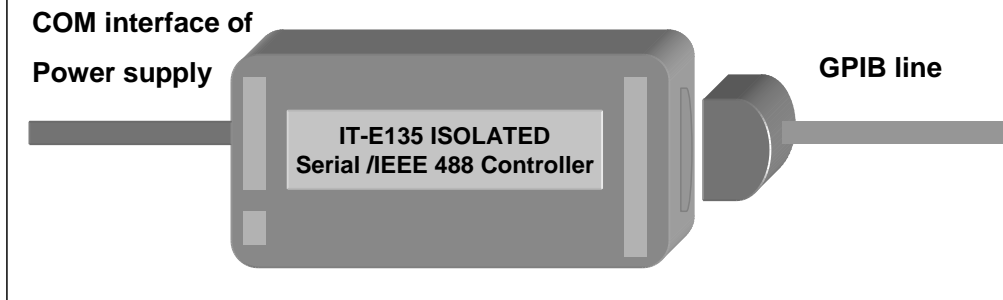 COM interface of
Power supply
GPIB line
IT-E135 ISOLATED
Serial /IEEE 488 Controller